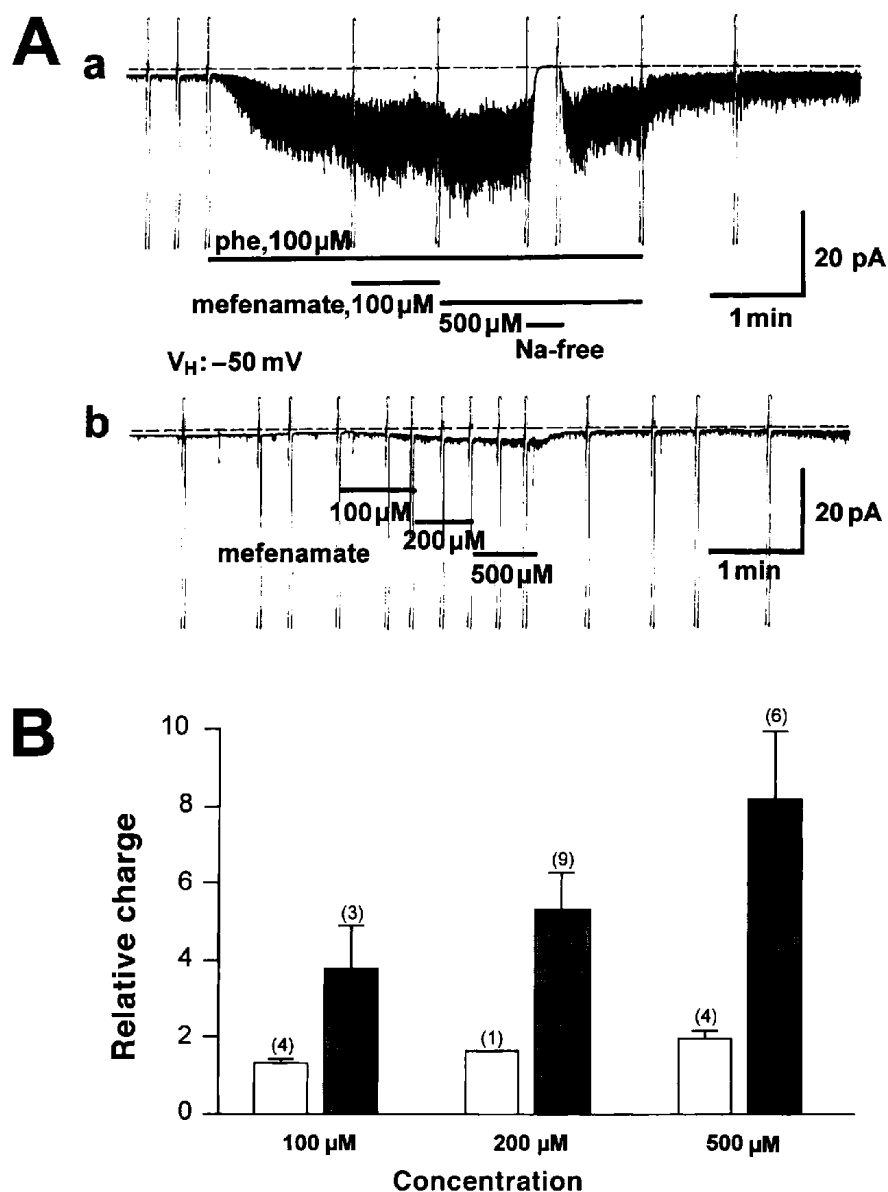 A
a
phe,100 µM
20 pA
mefenamate,100 µM
1 min
500 µM
Na-free
V_H: −50 mV
b
100 µM
20 pA
200 µM
mefenamate
1 min
500 µM
B
10
8
6
4
2
0
Relative charge
(4)
(3)
(1)
(9)
(4)
(6)
100 µM
200 µM
500 µM
Concentration